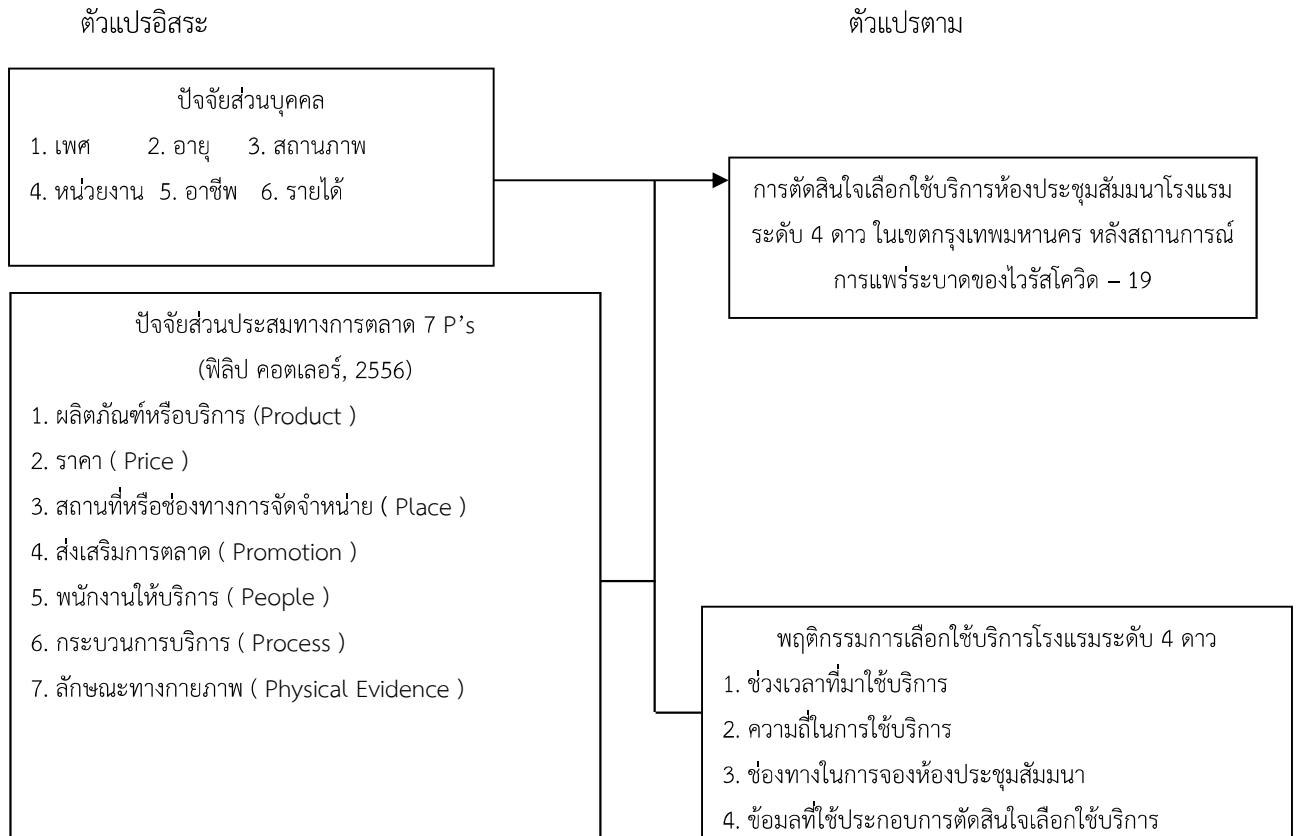 ตัวแปรอิสระ
ตัวแปรตาม
ปัจจัยส่วนบุคคล
1. เพศ 2. อายุ 3. สถานภาพ
4. หน่วยงาน 5. อาชีพ 6. รายได้
การตัดสินใจเลือกใช้บริการห้องประชุมสัมมนาโรงแรม
ระดับ 4 ดาว ในเขตกรุงเทพมหานคร หลังสถานการณ์
การแพร่ระบาดของไวรัสโควิด – 19
ปัจจัยส่วนประสมทางการตลาด 7 P’s
(ฟิลิป คอตเลอร์, 2556)
1. ผลิตภัณฑ์หรือบริการ (Product )
2. ราคา ( Price )
3. สถานที่หรือช่องทางการจัดจำหน่าย ( Place )
4. ส่งเสริมการตลาด ( Promotion )
5. พนักงานให้บริการ ( People )
6. กระบวนการบริการ ( Process )
7. ลักษณะทางกายภาพ ( Physical Evidence )
พฤติกรรมการเลือกใช้บริการโรงแรมระดับ 4 ดาว
1. ช่วงเวลาที่มาใช้บริการ
2. ความถี่ในการใช้บริการ
3. ช่องทางในการจองห้องประชุมสัมมนา
4. ข้อมูลที่ใช้ประกอบการตัดสินใจเลือกใช้บริการ